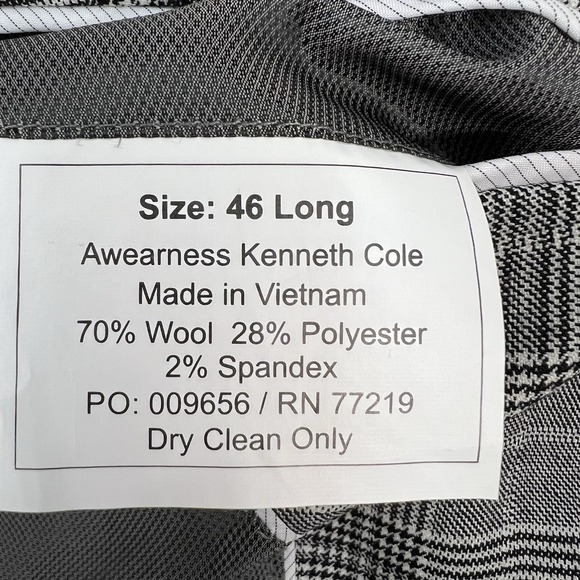 Size: 46 Long
Awearness Kenneth Cole
Made in Vietnam
70% Wool 28% Polyester
2% Spandex
PO: 009656 / RN 77219
Dry Clean Only